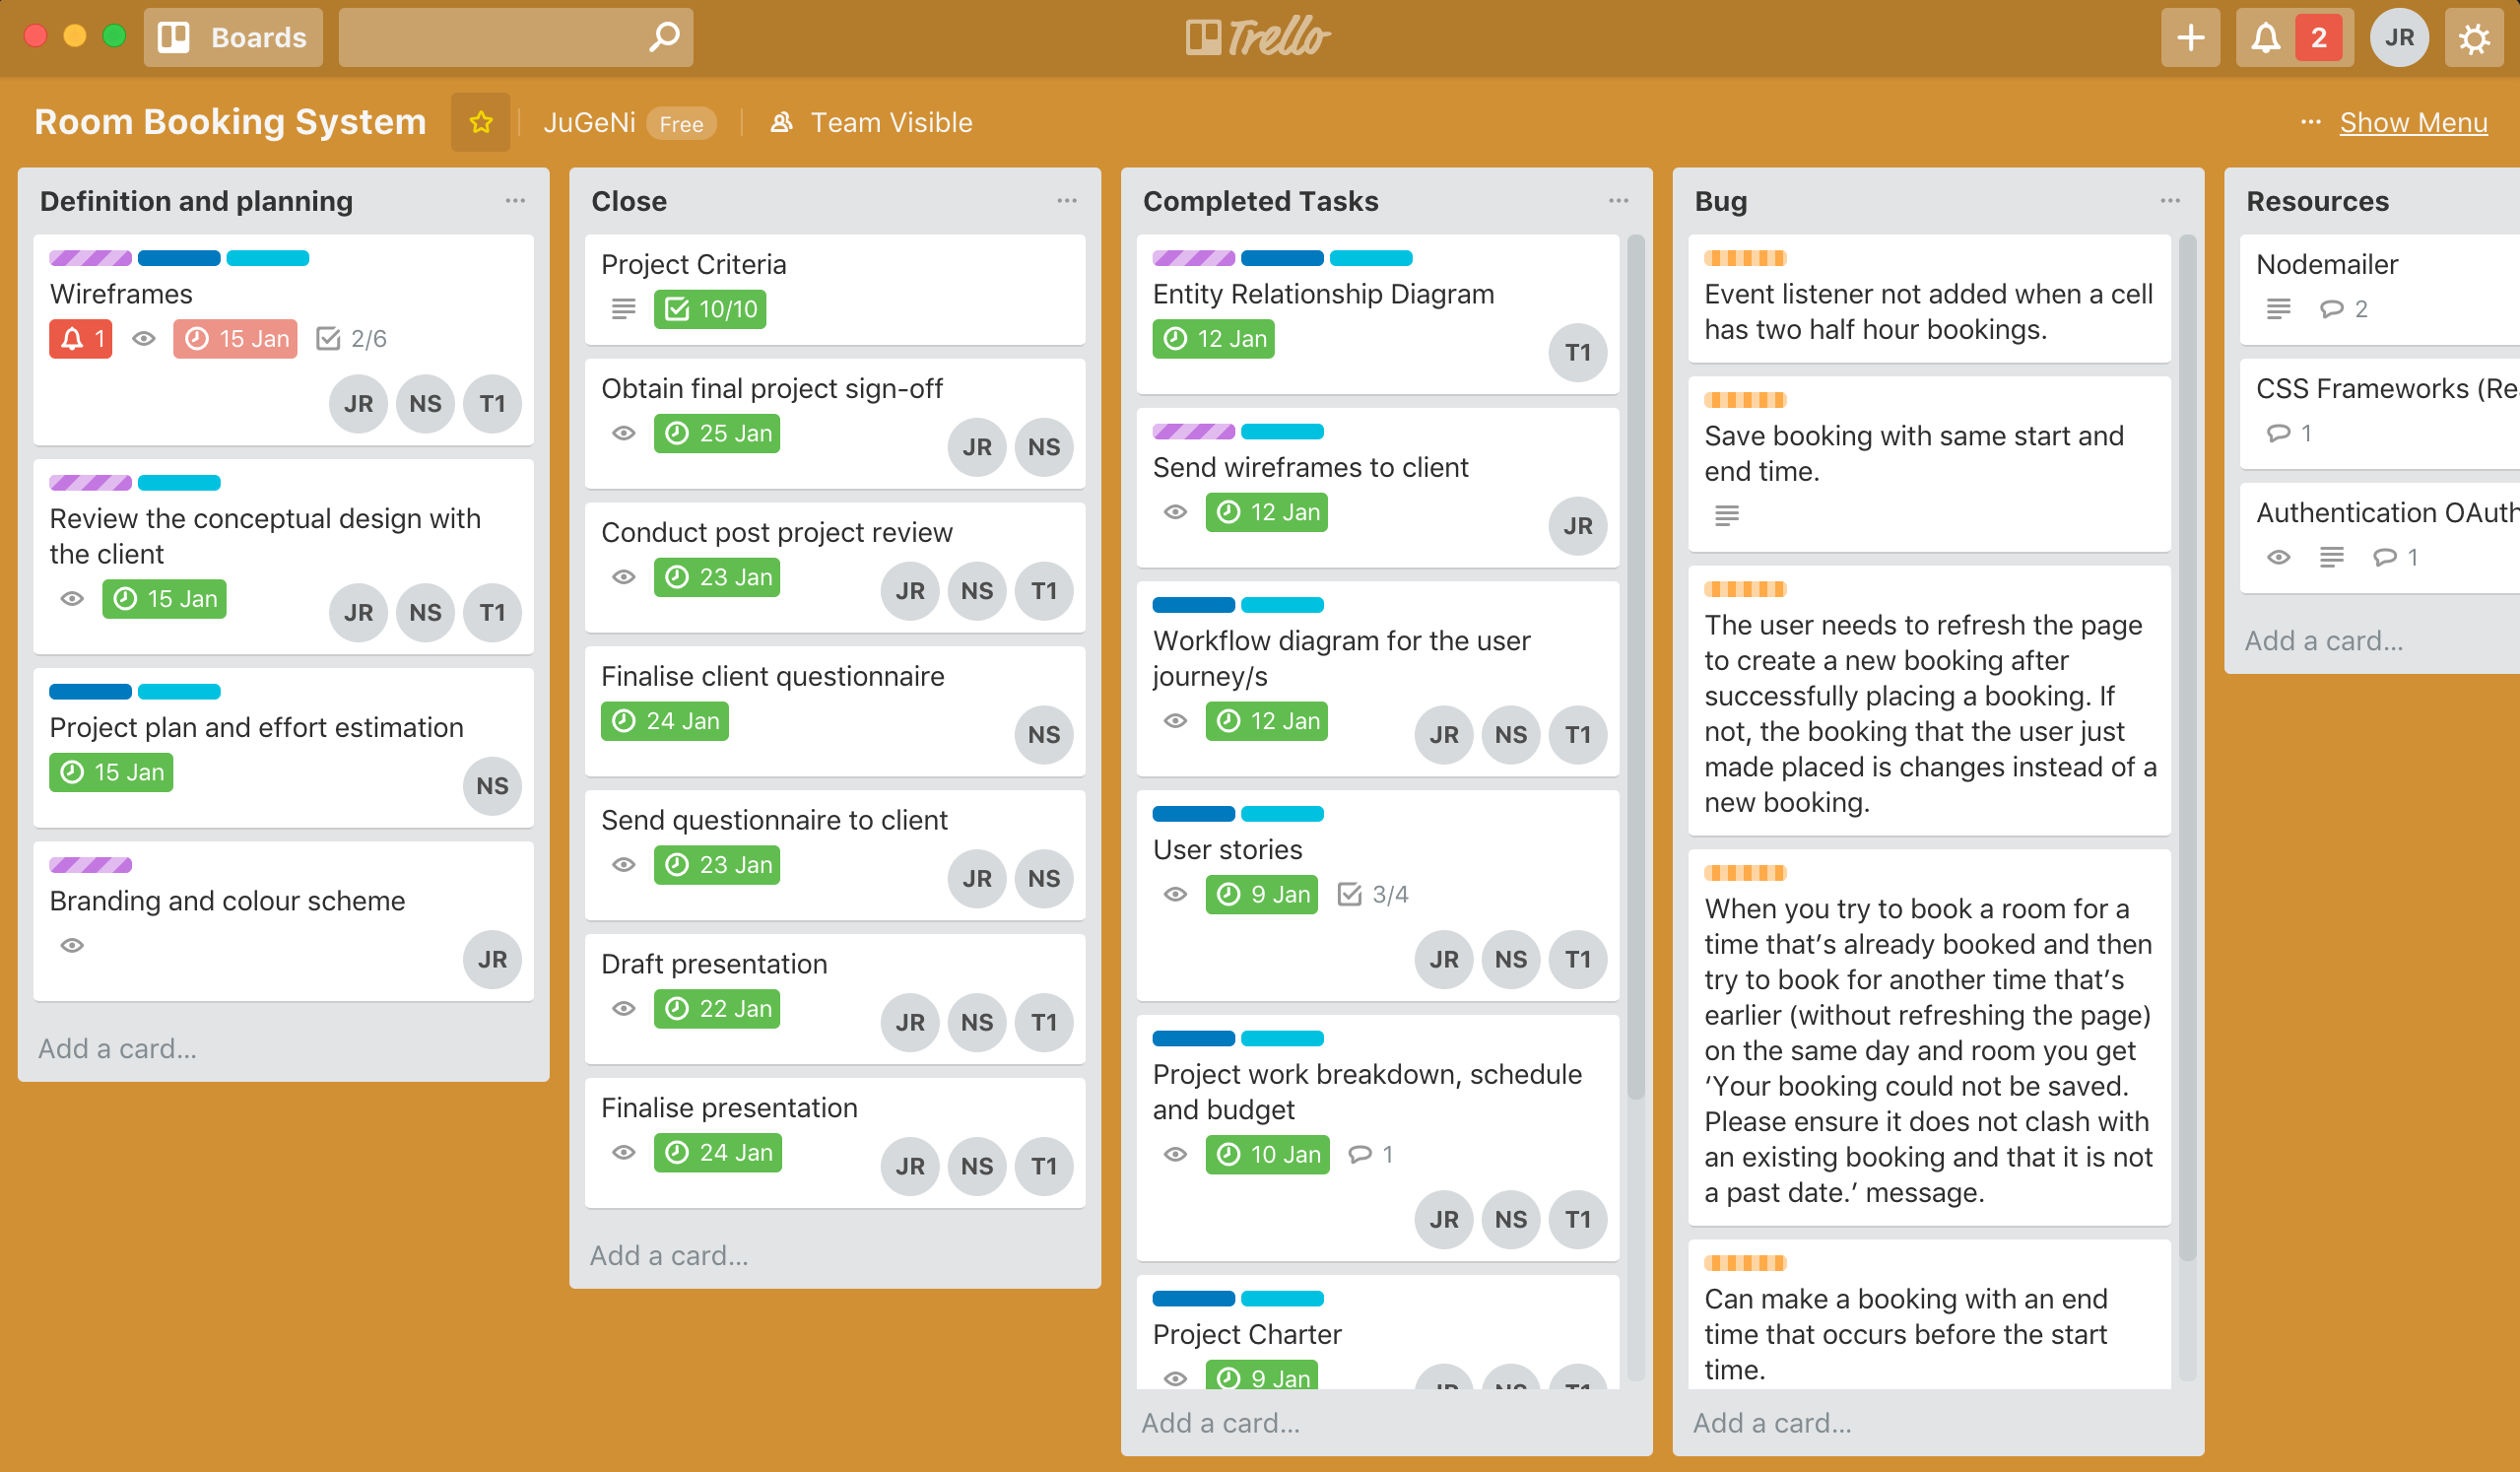 Boards
Trello
2
JR
Room Booking System
JuGeNi
Free
Team Visible
··· Show Menu
Definition and planning ···
Wireframes
1
15 Jan
2/6
JR NS T1
Review the conceptual design with
the client
15 Jan
JR NS T1
Project plan and effort estimation
15 Jan
NS
Branding and colour scheme
JR
Add a card...
Close ···
Project Criteria
10/10
Obtain final project sign-off
25 Jan
JR NS
Conduct post project review
23 Jan
JR NS T1
Finalise client questionnaire
24 Jan
NS
Send questionnaire to client
23 Jan
JR NS
Draft presentation
22 Jan
JR NS T1
Finalise presentation
24 Jan
JR NS T1
Add a card...
Completed Tasks ···
Entity Relationship Diagram
12 Jan
T1
Send wireframes to client
12 Jan
JR
Workflow diagram for the user
journey/s
12 Jan
JR NS T1
User stories
9 Jan
3/4
JR NS T1
Project work breakdown, schedule
and budget
10 Jan
1
JR NS T1
Project Charter
9 Jan
JR NS T1
Add a card...
Bug ···
Event listener not added when a cell
has two half hour bookings.
Save booking with same start and
end time.
The user needs to refresh the page
to create a new booking after
successfully placing a booking. If
not, the booking that the user just
made placed is changes instead of a
new booking.
When you try to book a room for a
time that’s already booked and then
try to book for another time that’s
earlier (without refreshing the page)
on the same day and room you get
‘Your booking could not be saved.
Please ensure it does not clash with
an existing booking and that it is not
a past date.’ message.
Can make a booking with an end
time that occurs before the start
time.
Add a card...
Resources
Nodemailer
2
CSS Frameworks (Re
1
Authentication OAuth
1
Add a card...